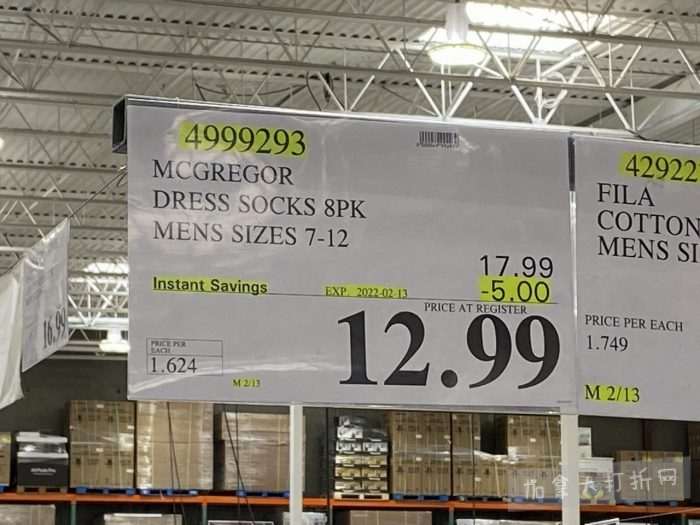 4999293
MCGREGOR
DRESS SOCKS 8PK
MENS SIZES 7-12
17.99
Instant Savings EXP. 2022-02-13 -5.00
PRICE AT REGISTER
12.99
PRICE PER
EACH
1.624
M 2/13
42922
FILA
COTTON
MENS SI
PRICE PER EACH
1.749
M 2/13
16.99
加拿大打折网